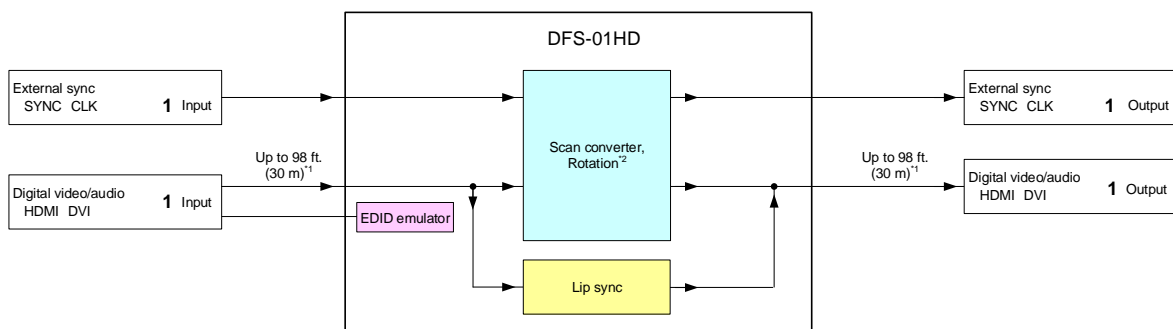 DFS-01HD
External sync
SYNC CLK 1 Input
Digital video/audio
HDMI DVI 1 Input
Up to 98 ft.
(30 m)*1
EDID emulator
Scan converter,
Rotation*2
Lip sync
Up to 98 ft.
(30 m)*1
External sync
SYNC CLK 1 Output
Digital video/audio
HDMI DVI 1 Output